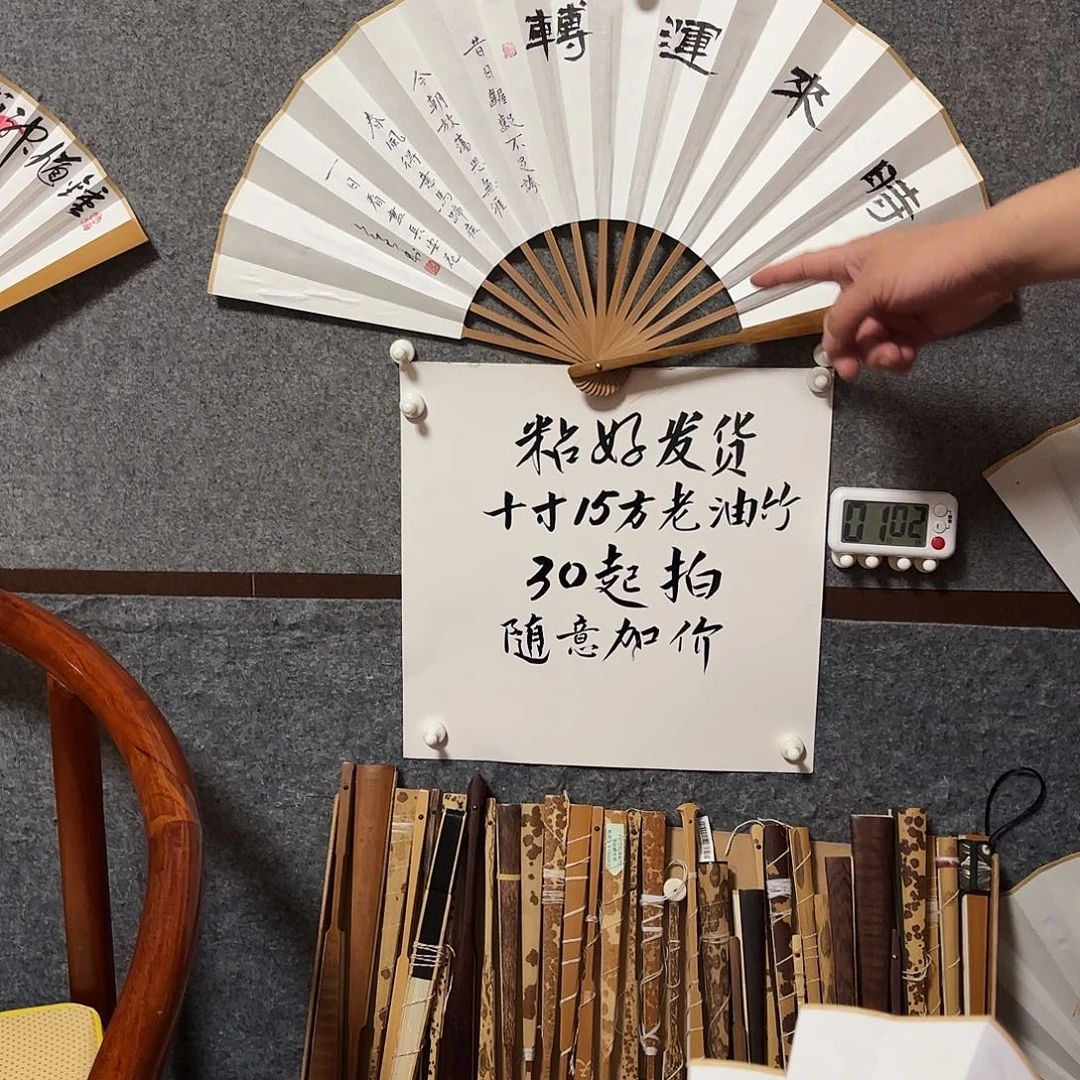 時來運轉
昔日齷齪不足誇
今朝放蕩思無涯
春風得意馬蹄疾
一日看盡長安花
粘好发货
十寸15方老油竹
30起拍
随意加价
0102